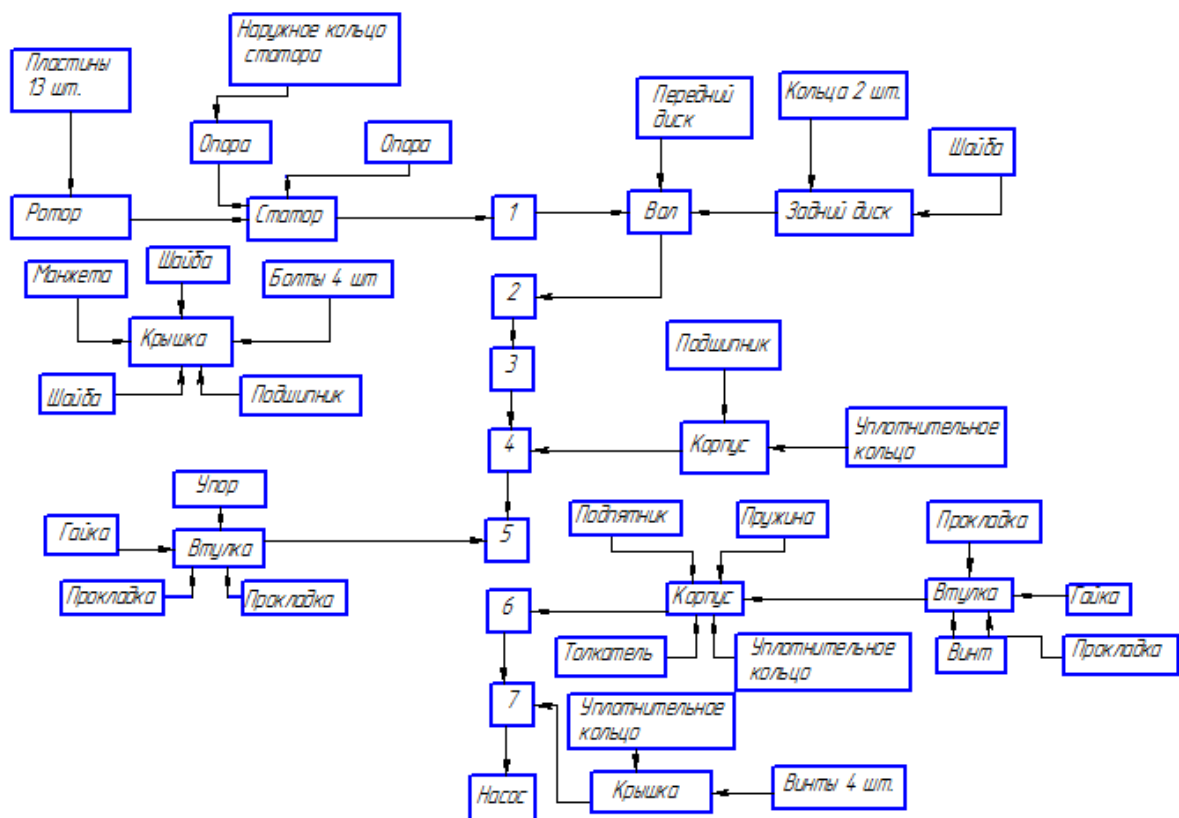 Наружное кольцо
статора
Пластины
13 шт.
Передний
диск
Кольца 2 шт.
Опора
Опора
Шайба
Ротор
Статор
1
Вал
Задний диск
Шайба
Манжета
Болты 4 шт
2
Крышка
3
Подшипник
Шайба
Подшипник
4
Корпус
Уплотнительное
кольцо
Упор
Подпятник
Пружина
Прокладка
Гайка
Втулка
5
Прокладка
Прокладка
6
Корпус
Втулка
Гайка
Толкатель
Уплотнительное
кольцо
Винт
Прокладка
7
Уплотнительное
кольцо
Насос
Крышка
Винты 4 шт.